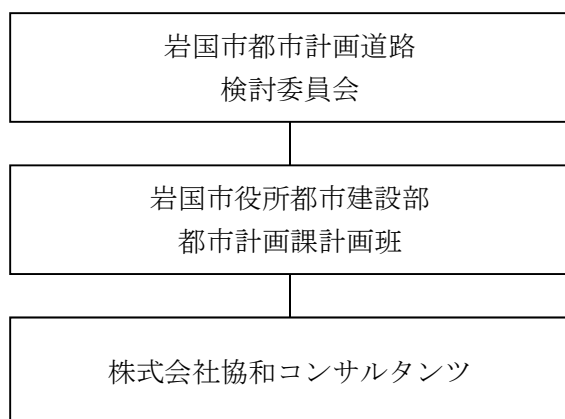 岩国市都市計画道路
検討委員会
岩国市役所都市建設部
都市計画課計画班
株式会社協和コンサルタンツ